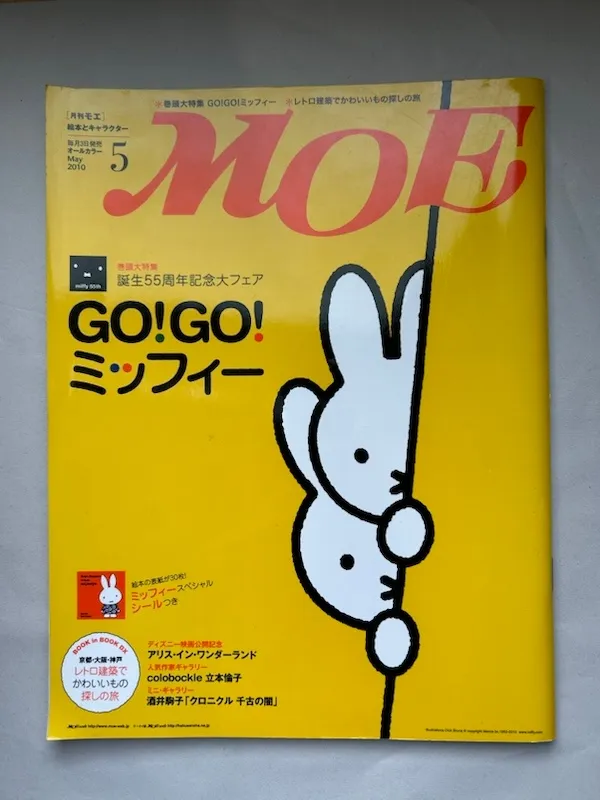 ※巻頭大特集 GO!GO!ミッフィー ※レトロ建築でかわいいもの探しの旅
[月刊モエ]
絵本とキャラクター
毎月3日発売
オールカラー
May
2010
5
MOE
miffy 55th
巻頭大特集
誕生55周年記念大フェア
GO!GO!
ミッフィー
絵本の表紙が30枚!
ミッフィースペシャル
シールつき
BOOK in BOOK DX
京都・大阪・神戸
レトロ建築で
かわいいもの
探しの旅
ディズニー映画公開記念
アリス・イン・ワンダーランド
人気作家ギャラリー
colobockle 立本倫子
ミニ・ギャラリー
酒井駒子「クロニクル 千古の闇」